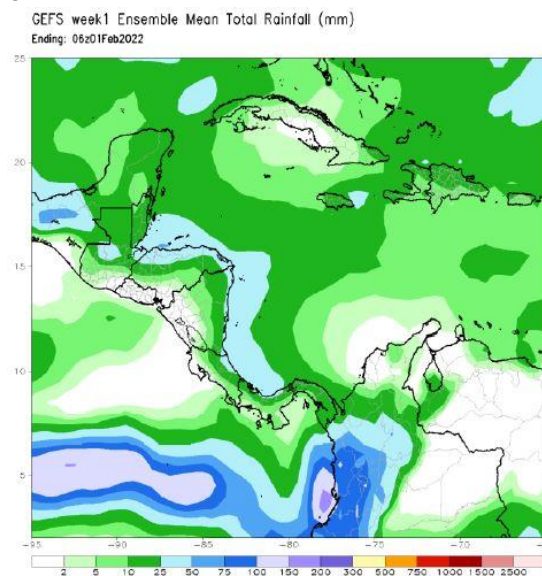 GEFS week1 Ensemble Mean Total Rainfall (mm)
Ending: 06z01Feb2022
25
20
15
10
5
-95 -90 -85 -80 -75 -70
2 5 10 25 50 75 100 150 200 300 500 750 1000 1500 2500